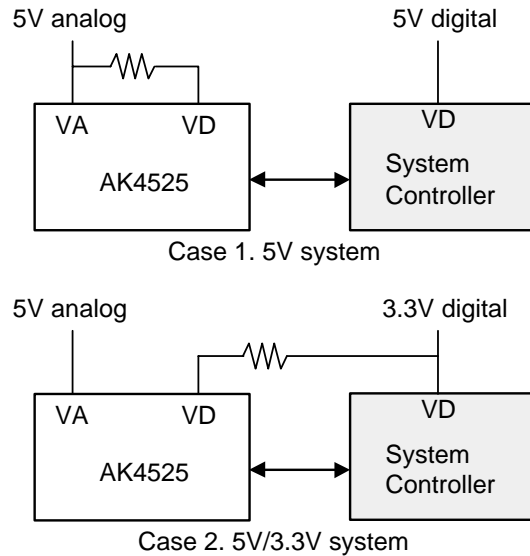 5V analog
5V digital
VA
VD
VD
AK4525
System
Controller
Case 1. 5V system
5V analog
3.3V digital
VA
VD
VD
AK4525
System
Controller
Case 2. 5V/3.3V system